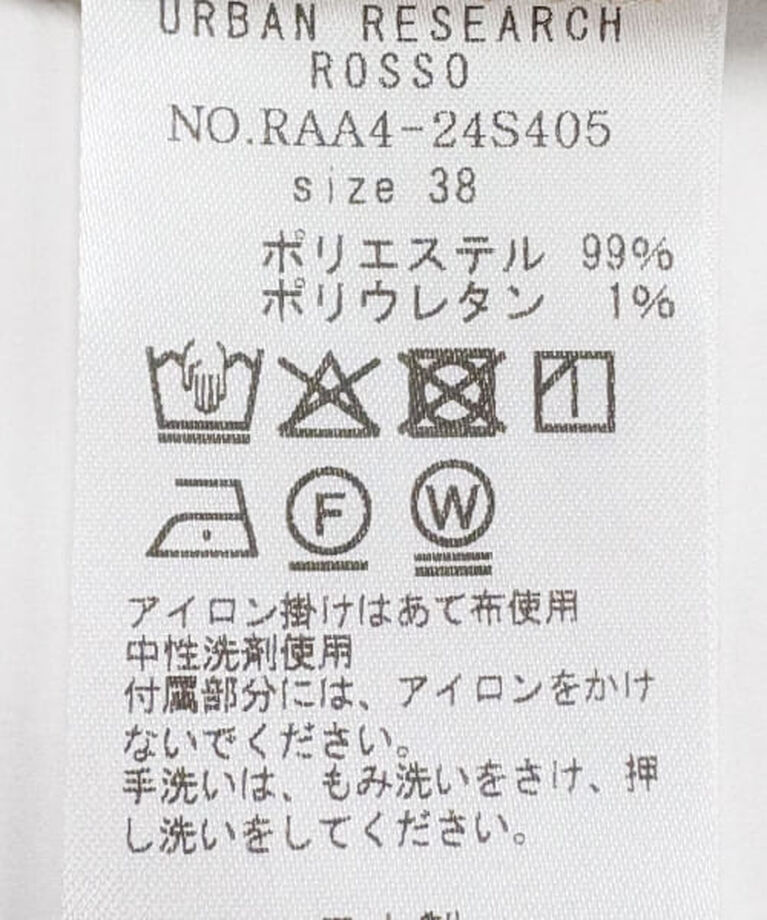 URBAN RESEARCH
ROSSO
NO.RAA4-24S405
size 38
ポリエステル 99%
ポリウレタン 1%
F W
アイロン掛けはあて布使用
中性洗剤使用
付属部分には、アイロンをかけ
ないでください。
手洗いは、もみ洗いをさけ、押
し洗いをしてください。